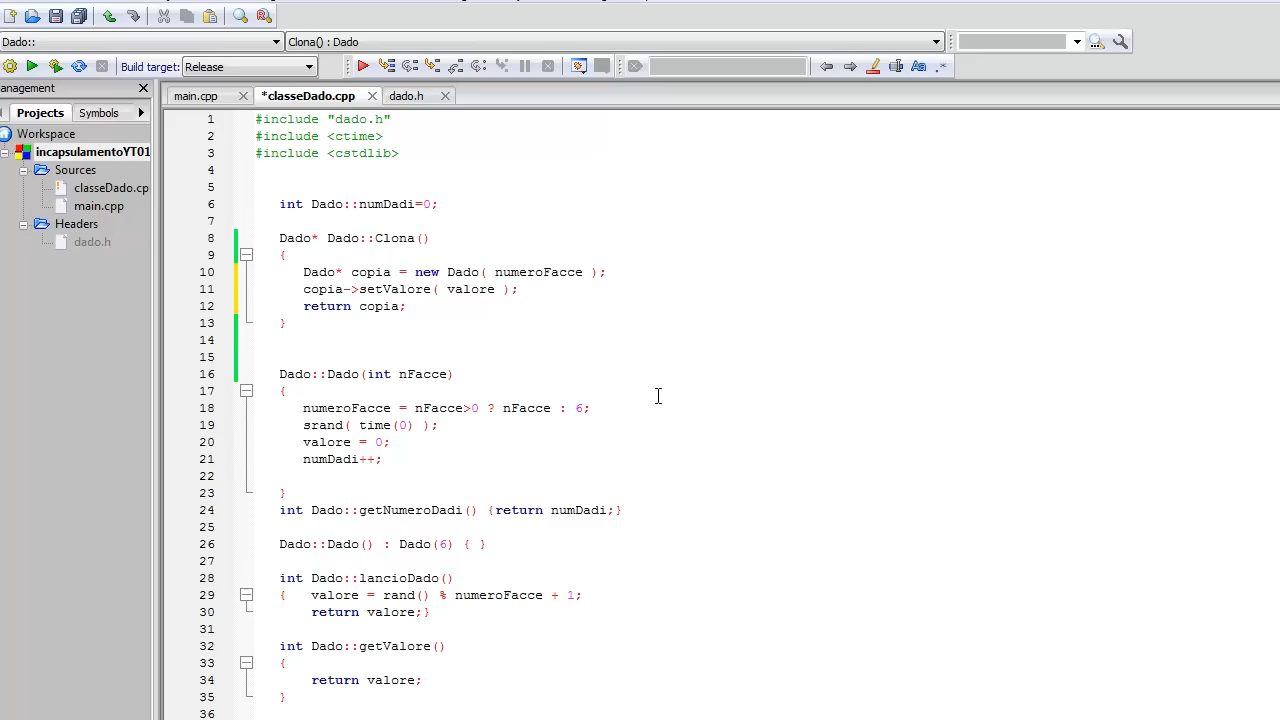 Dado::
Clona() : Dado
Build target:
Release
anagement
main.cpp
*classeDado.cpp
dado.h
Projects
Symbols
Workspace
incapsulamentoYT01
Sources
classeDado.cp
main.cpp
Headers
dado.h
1 #include "dado.h"
2 #include <ctime>
3 #include <cstdlib>
4
5
6 int Dado::numDadi=0;
7
8 Dado* Dado::Clona()
9 {
10 Dado* copia = new Dado( numeroFacce );
11 copia->setValore( valore );
12 return copia;
13 }
14
15
16 Dado::Dado(int nFacce)
17 {
18 numeroFacce = nFacce>0 ? nFacce : 6;
19 srand( time(0) );
20 valore = 0;
21 numDadi++;
22
23 }
24 int Dado::getNumeroDadi() {return numDadi;}
25
26 Dado::Dado() : Dado(6) { }
27
28 int Dado::lancioDado()
29 { valore = rand() % numeroFacce + 1;
30 return valore;}
31
32 int Dado::getValore()
33 {
34 return valore;
35 }
36